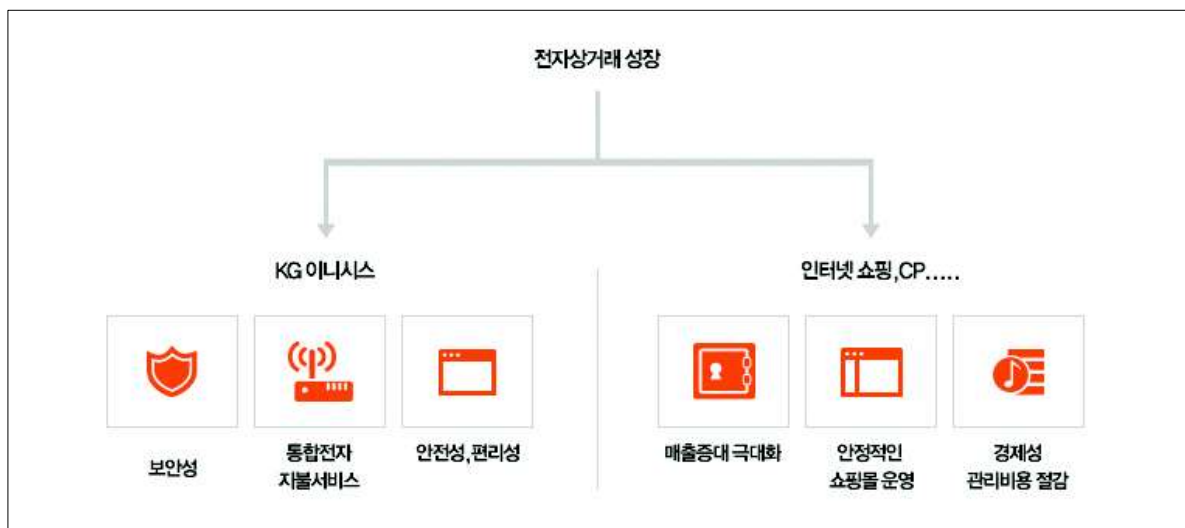 전자상거래 성장
KG 이니시스
보안성
통합전자
지불서비스
안전성,편리성
인터넷 쇼핑,CP.....
매출증대 극대화
안정적인
쇼핑몰 운영
경제성
관리비용 절감